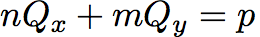 nQ_x + mQ_y = p